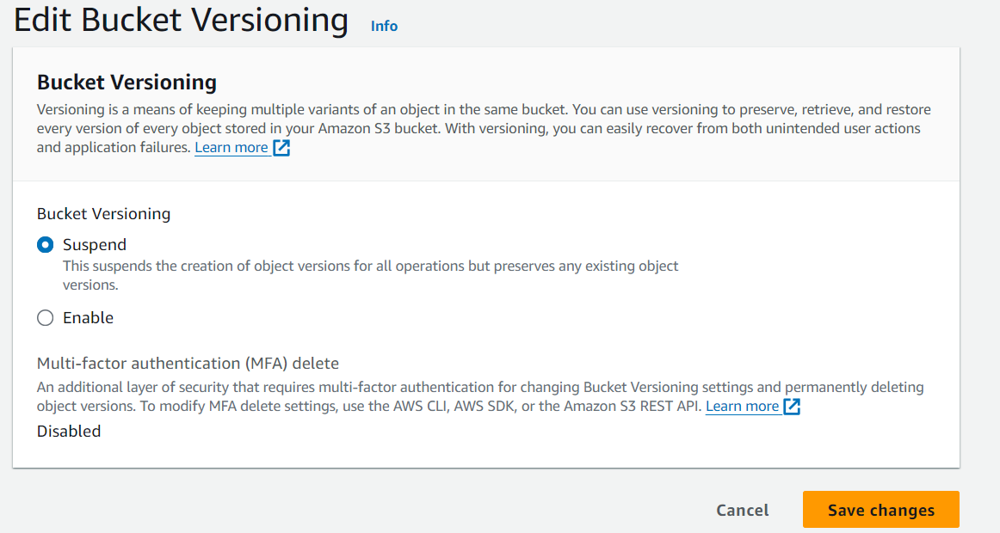 Edit Bucket Versioning Info
Bucket Versioning
Versioning is a means of keeping multiple variants of an object in the same bucket. You can use versioning to preserve, retrieve, and restore
every version of every object stored in your Amazon S3 bucket. With versioning, you can easily recover from both unintended user actions
and application failures. Learn more
Bucket Versioning
Suspend
This suspends the creation of object versions for all operations but preserves any existing object
versions.
Enable
Multi-factor authentication (MFA) delete
An additional layer of security that requires multi-factor authentication for changing Bucket Versioning settings and permanently deleting
object versions. To modify MFA delete settings, use the AWS CLI, AWS SDK, or the Amazon S3 REST API. Learn more
Disabled
Cancel Save changes